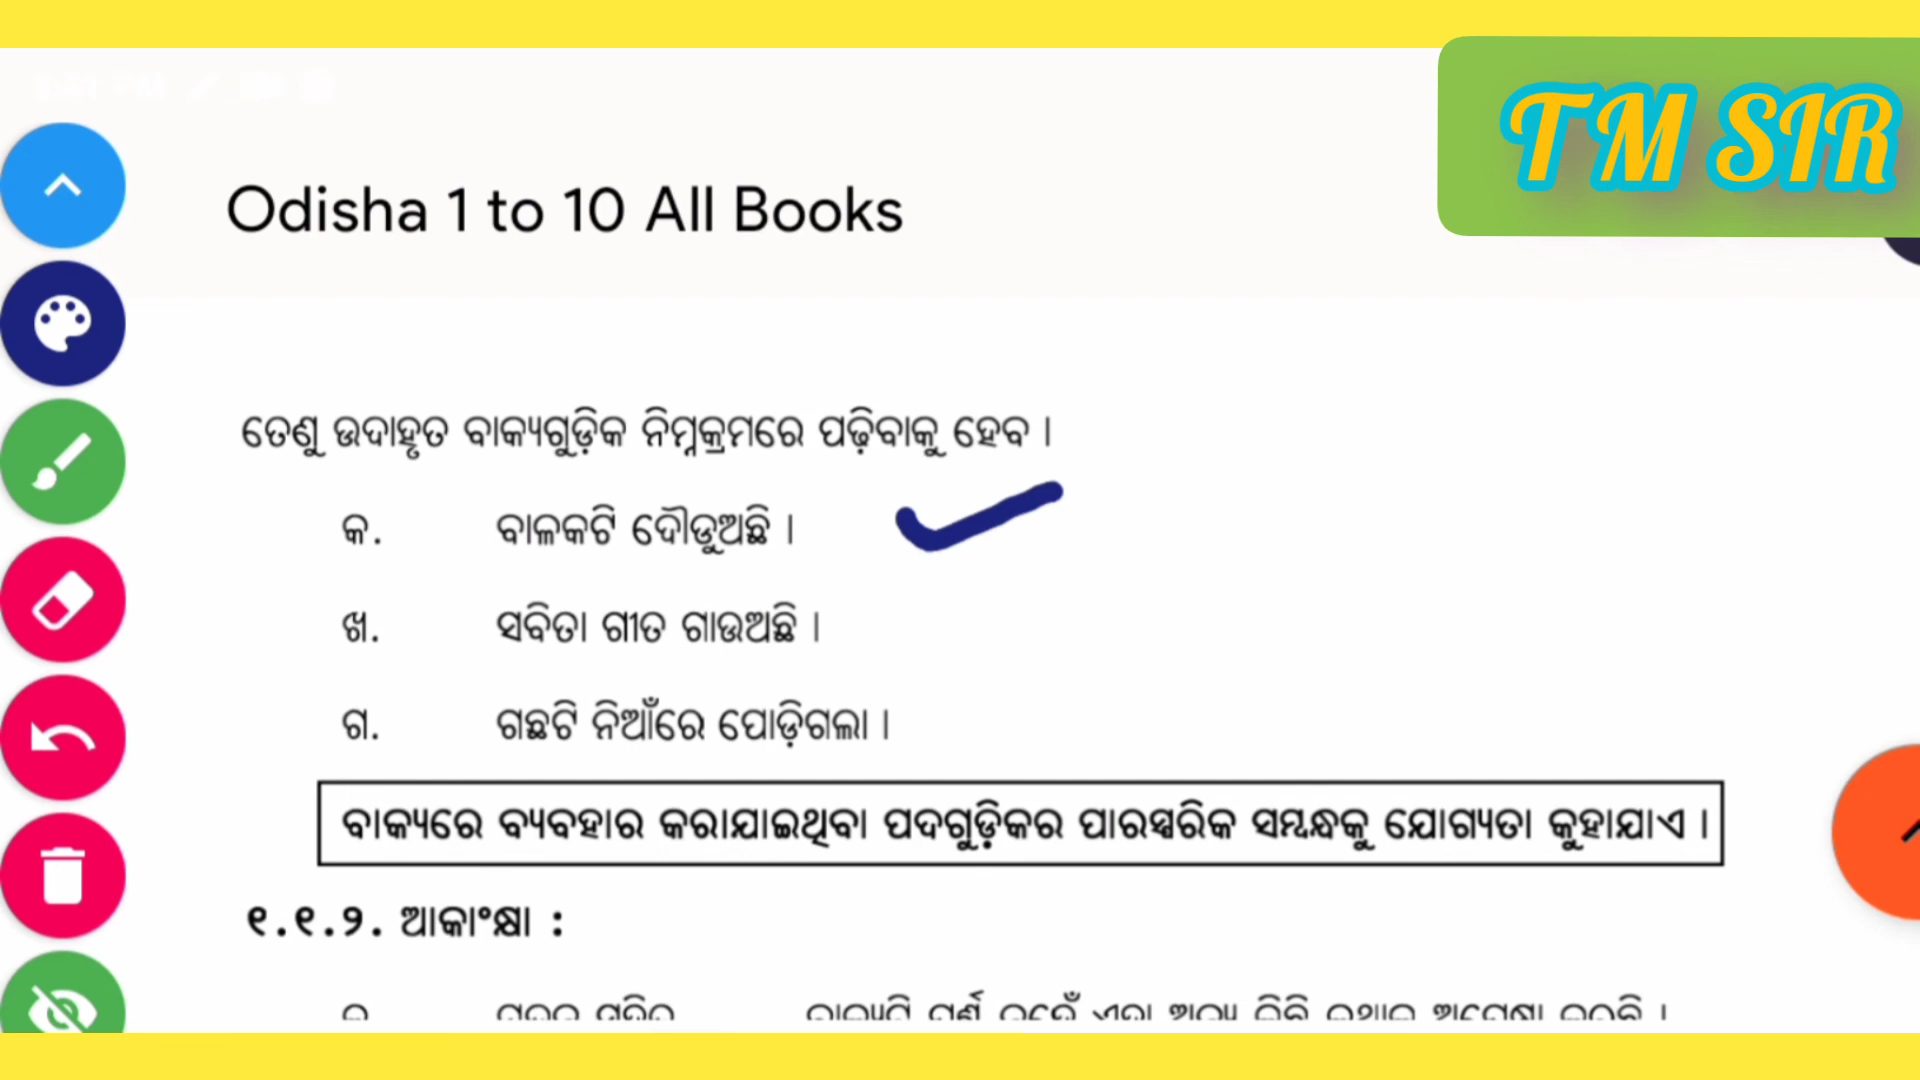 TM SIR
Odisha 1 to 10 All Books
ତେଣୁ ଉଦାହୃତ ବାକ୍ୟଗୁଡ଼ିକ ନିମ୍ନକ୍ରମରେ ପଢ଼ିବାକୁ ହେବ ।
କ. ବାଳକଟି ଦୌଡୁଅଛି ।
ଖ. ସବିତା ଗୀତ ଗାଉଅଛି ।
ଗ. ଗଛଟି ନିଆଁରେ ପୋଡ଼ିଗଲା ।
ବାକ୍ୟରେ ବ୍ୟବହାର କରାଯାଇଥିବା ପଦଗୁଡ଼ିକର ପାରସ୍ପରିକ ସମ୍ବନ୍ଧକୁ ଯୋଗ୍ୟତା କୁହାଯାଏ ।
୧.୧.୨. ଆକାଂକ୍ଷା :